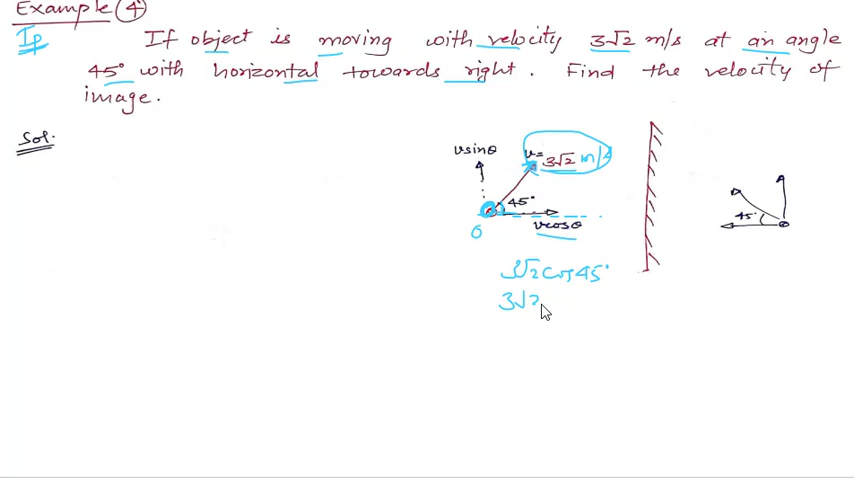 Example (4)
Ip If object is moving with velocity 3√2 m/s at an angle
45° with horizontal towards right. Find the velocity of
image.
Sol.
vsinθ
v=
3√2 m/s
45°
O
vcosθ
45°
3√2 cos45°
3√2